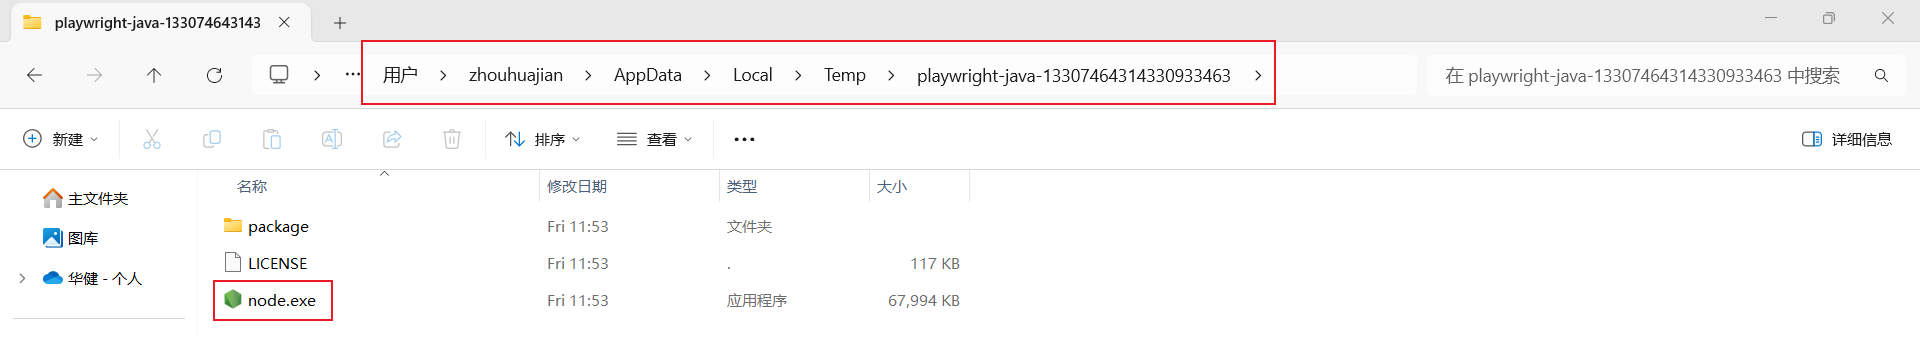 playwright-java-133074643143
用户 zhouhuajian AppData Local Temp playwright-java-13307464314330933463 在 playwright-java-13307464314330933463 中搜索
新建 排序 查看 详细信息
名称 修改日期 类型 大小
主文件夹
图库
华健 - 个人
package Fri 11:53 文件夹
LICENSE Fri 11:53 . 117 KB
node.exe Fri 11:53 应用程序 67,994 KB